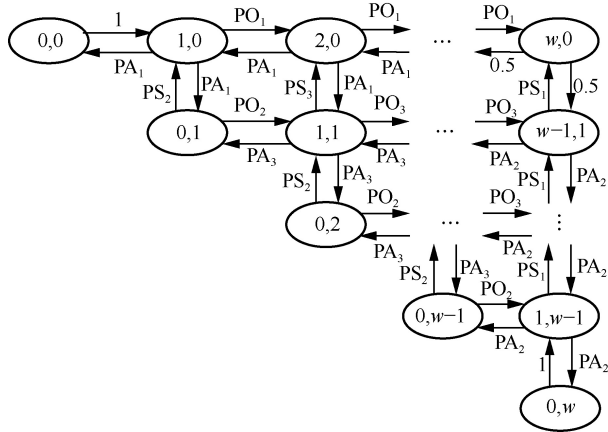 1 PO₁ PO₁ PO₁
0,0 1,0 2,0 ... w,0
PA₁ PA₁ PA₁ 0.5
PS₂ PA₁ PS₃ PA₁ PS₁ 0.5
PO₂ PO₃ PO₃
0,1 1,1 ... w−1,1
PA₃ PA₃ PA₂
PS₂ PA₃ PS₁ PA₂
PO₂ PO₃
0,2 ... ⋮
PA₃ PA₂
PS₂ PA₃ PS₁ PA₂
PO₂
0,w−1 1,w−1
PA₂
1 PA₂
0,w